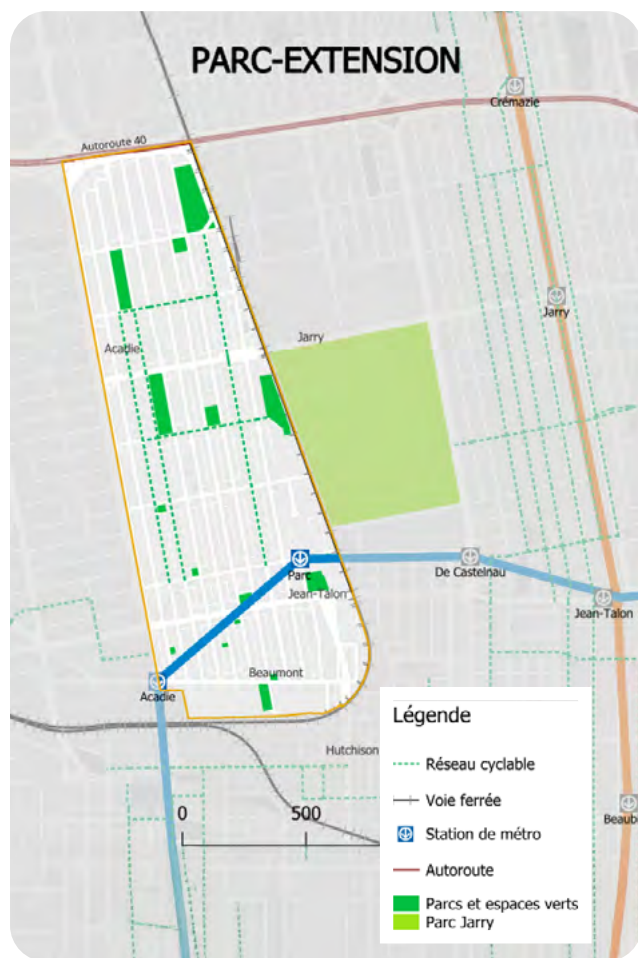 PARC-EXTENSION
Crémazie
Autoroute 40
Jarry
Jarry
Acadie
Parc
De Castelnau
Jean-Talon
Jean-Talon
Beaumont
Acadie
Hutchison
Légende
Réseau cyclable
Voie ferrée
Station de métro
Autoroute
Parcs et espaces verts
Parc Jarry
0 500
Beaub